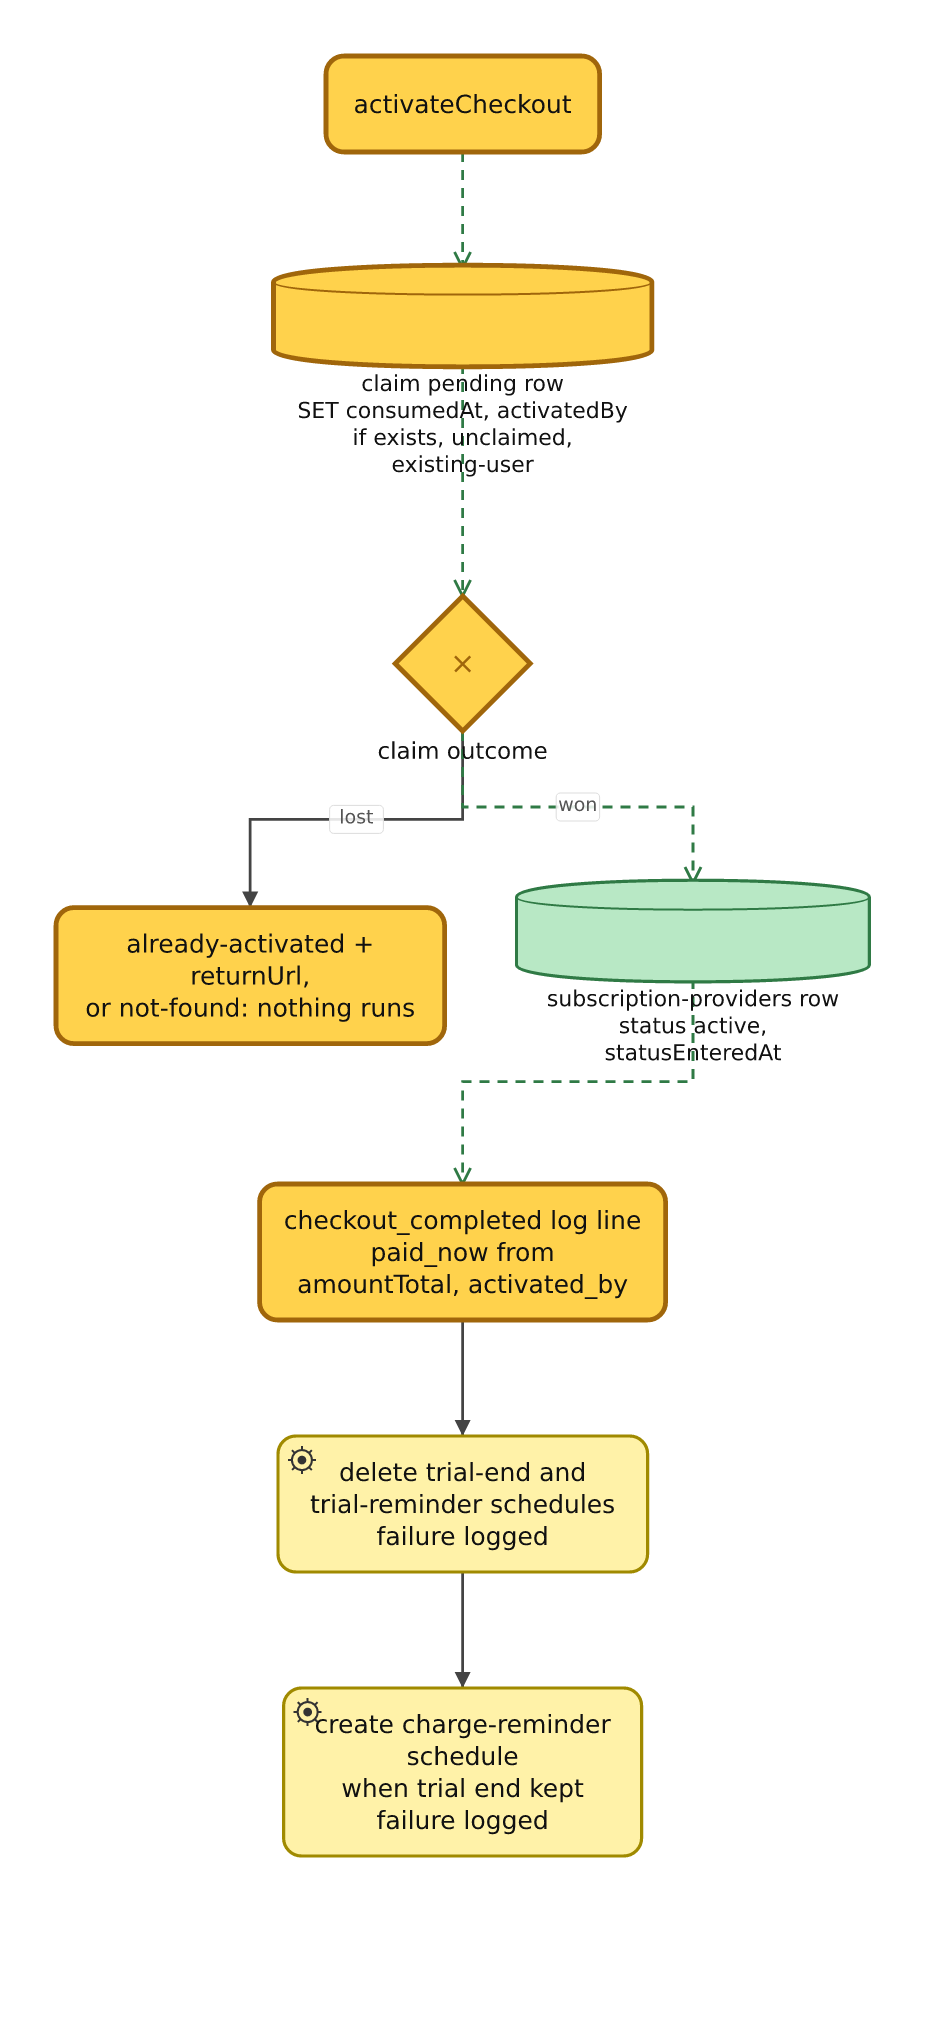 activateCheckout
claim pending row
SET consumedAt, activatedBy
if exists, unclaimed,
existing-user
claim outcome
lost
won
already-activated +
returnUrl,
or not-found: nothing runs
subscription-providers row
status active,
statusEnteredAt
checkout_completed log line
paid_now from
amountTotal, activated_by
delete trial-end and
trial-reminder schedules
failure logged
create charge-reminder
schedule
when trial end kept
failure logged